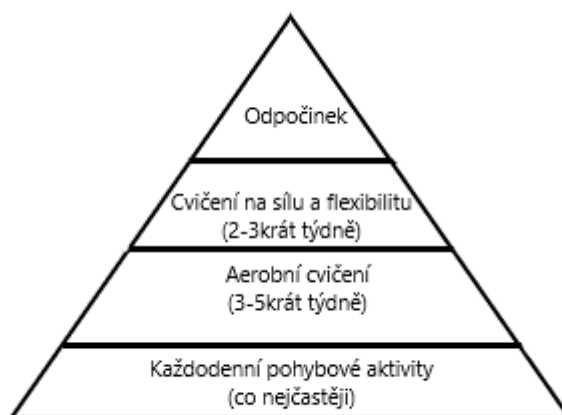 Odpočinek
Cvičení na sílu a flexibilitu
(2-3krát týdně)
Aerobní cvičení
(3-5krát týdně)
Každodenní pohybové aktivity
(co nejčastěji)